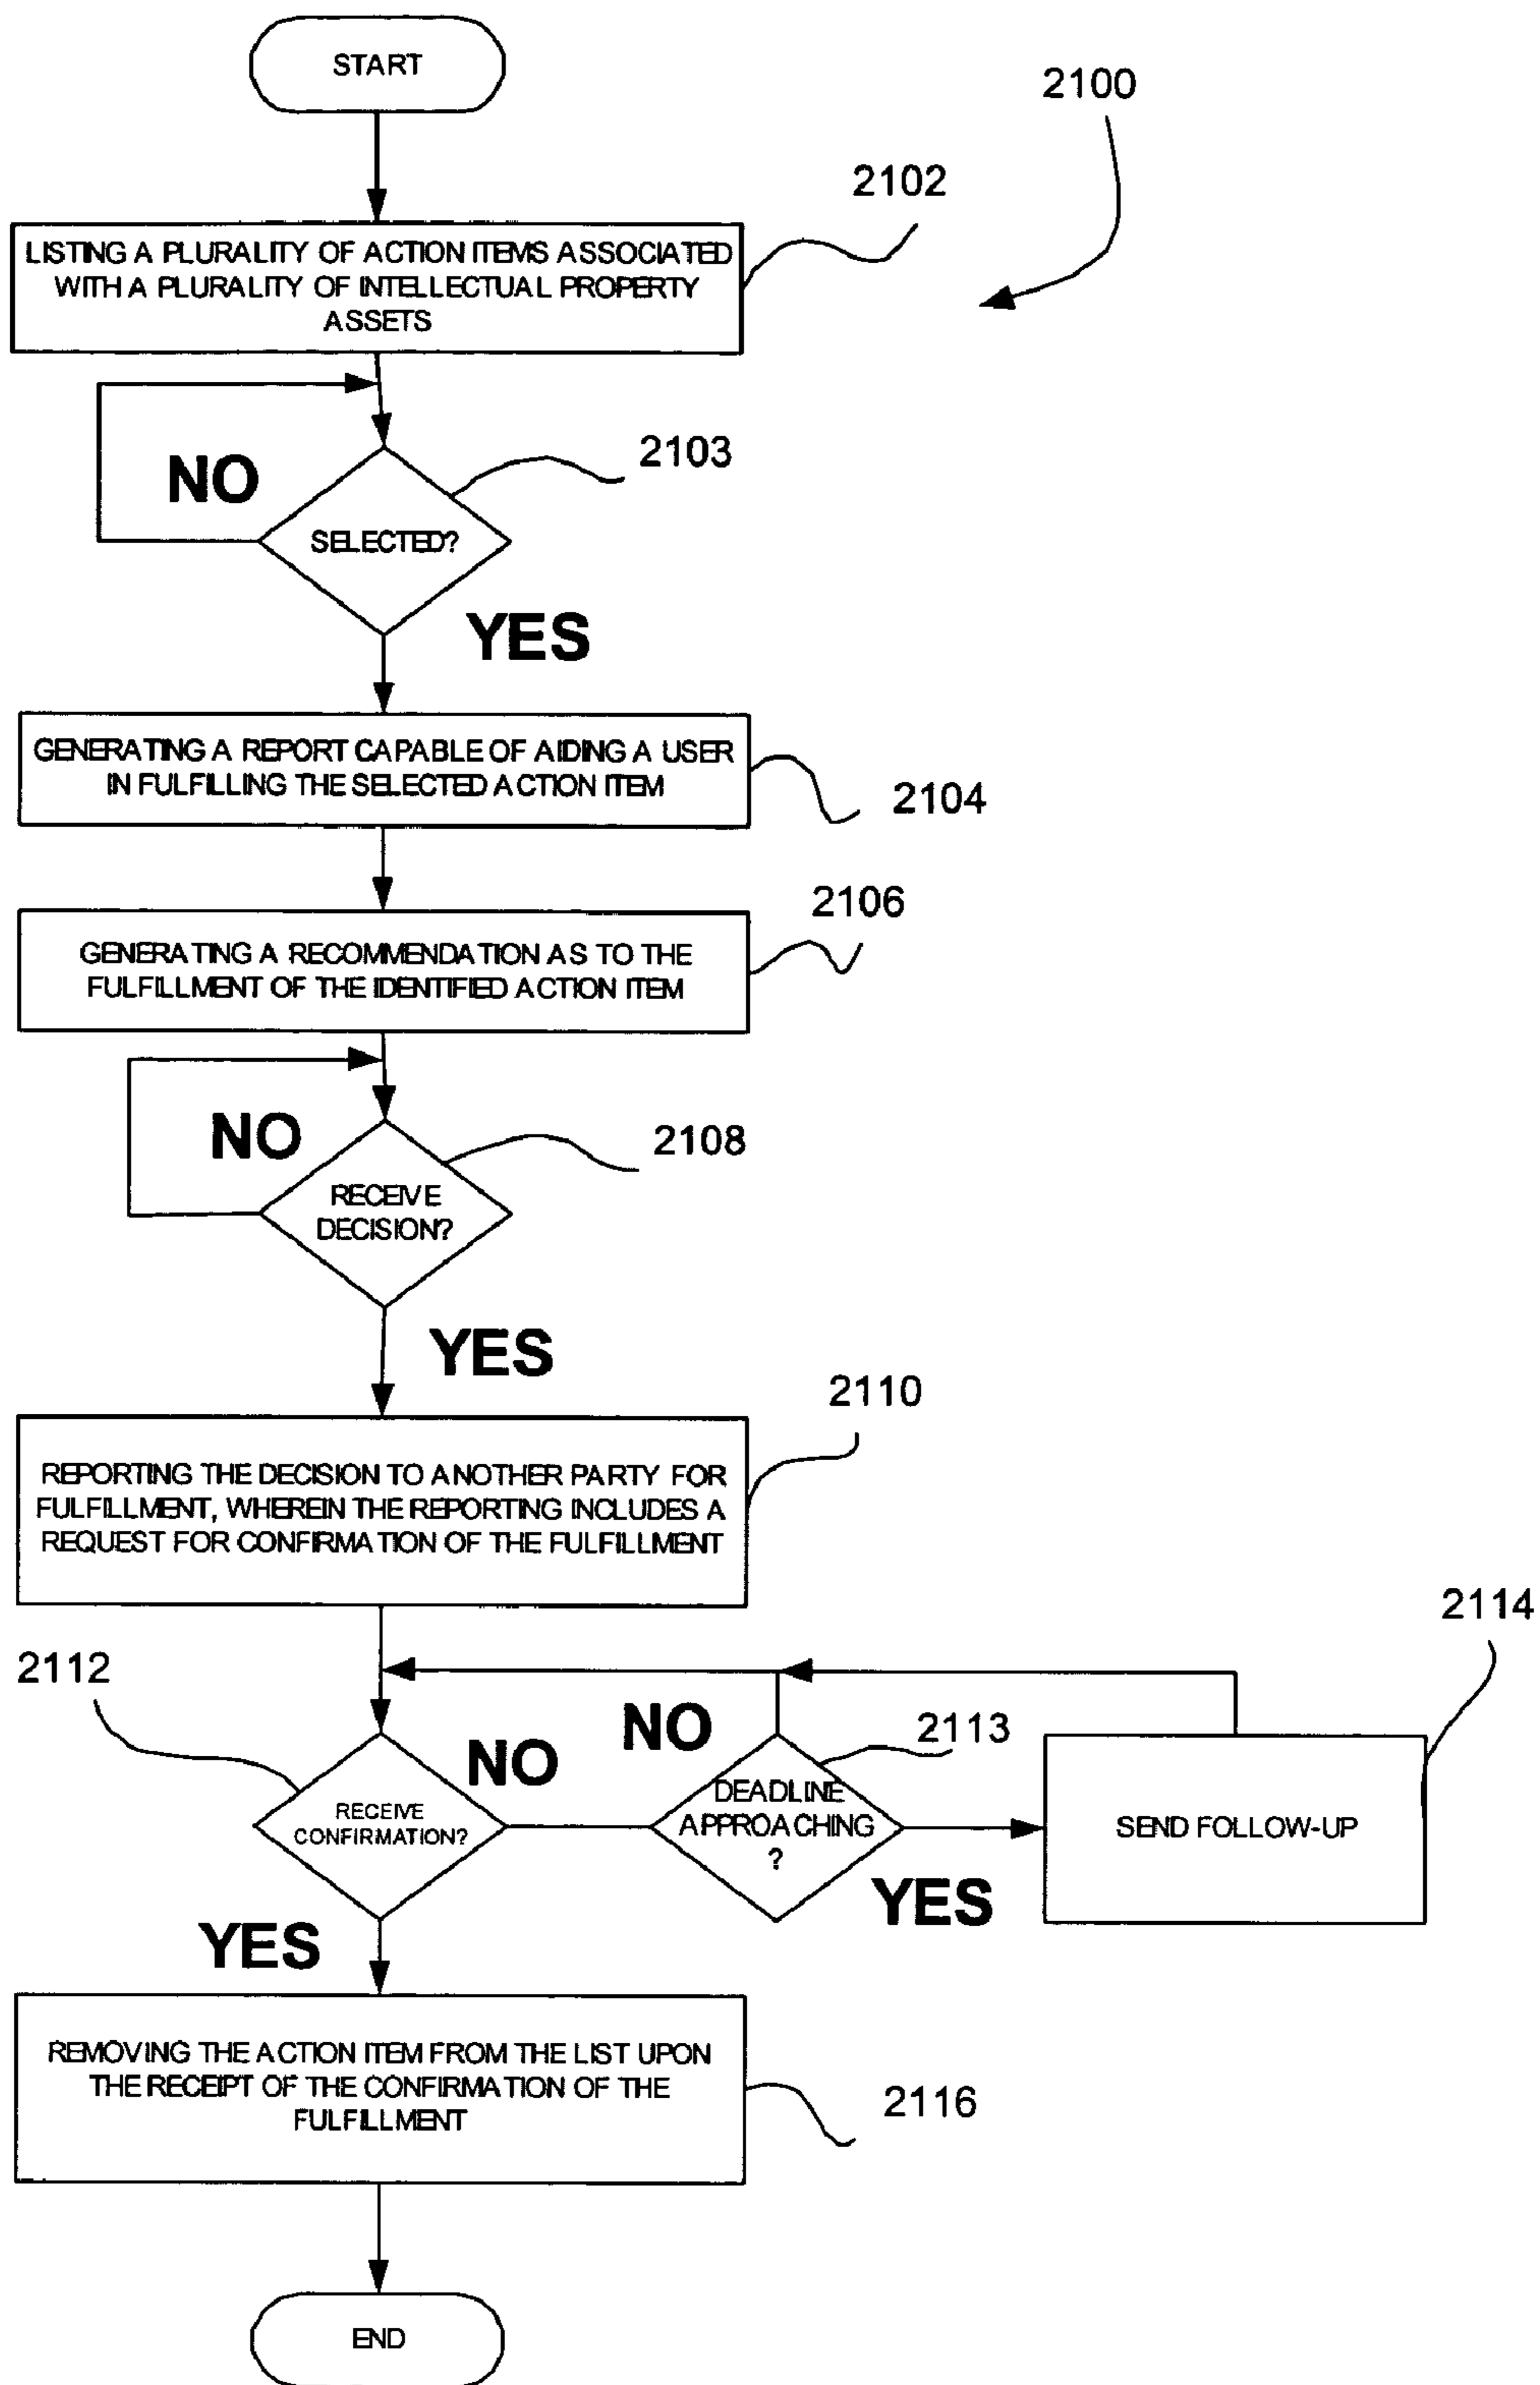 START
2100
2102
LISTING A PLURALITY OF ACTION ITEMS ASSOCIATED
WITH A PLURALITY OF INTELLECTUAL PROPERTY
ASSETS
2103
NO
SELECTED?
YES
GENERATING A REPORT CAPABLE OF AIDING A USER
IN FULFILLING THE SELECTED ACTION ITEM
2104
2106
GENERATING A RECOMMENDATION AS TO THE
FULFILLMENT OF THE IDENTIFIED ACTION ITEM
NO
2108
RECEIVE
DECISION?
YES
2110
REPORTING THE DECISION TO ANOTHER PARTY FOR
FULFILLMENT, WHEREIN THE REPORTING INCLUDES A
REQUEST FOR CONFIRMATION OF THE FULFILLMENT
2114
2112
NO
2113
NO
DEADLINE
APPROACHING
?
RECEIVE
CONFIRMATION?
SEND FOLLOW-UP
YES
YES
REMOVING THE ACTION ITEM FROM THE LIST UPON
THE RECEIPT OF THE CONFIRMATION OF THE
FULFILLMENT
2116
END